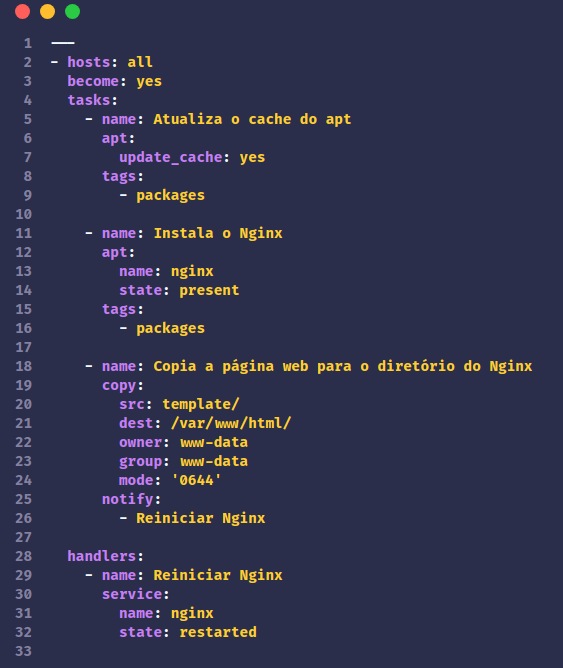 1 ---
2 - hosts: all
3   become: yes
4   tasks:
5     - name: Atualiza o cache do apt
6       apt:
7         update_cache: yes
8       tags:
9         - packages
10
11     - name: Instala o Nginx
12       apt:
13         name: nginx
14         state: present
15       tags:
16         - packages
17
18     - name: Copia a página web para o diretório do Nginx
19       copy:
20         src: template/
21         dest: /var/www/html/
22         owner: www-data
23         group: www-data
24         mode: '0644'
25       notify:
26         - Reiniciar Nginx
27
28   handlers:
29     - name: Reiniciar Nginx
30       service:
31         name: nginx
32         state: restarted
33